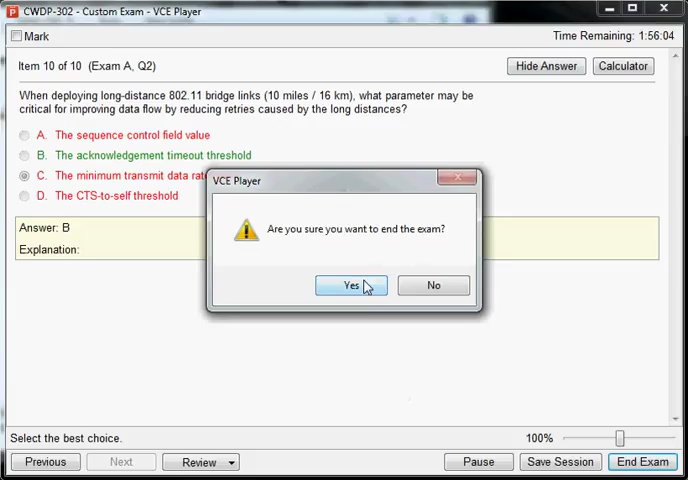 CWDP-302 - Custom Exam - VCE Player
Mark
Time Remaining: 1:56:04
Item 10 of 10 (Exam A, Q2)
Hide Answer
Calculator
When deploying long-distance 802.11 bridge links (10 miles / 16 km), what parameter may be
critical for improving data flow by reducing retries caused by the long distances?
A. The sequence control field value
B. The acknowledgement timeout threshold
C. The minimum transmit data
D. The CTS-to-self threshold
Answer: B
Explanation:
VCE Player
Are you sure you want to end the exam?
Yes
No
Select the best choice.
100%
Previous
Next
Review
Pause
Save Session
End Exam